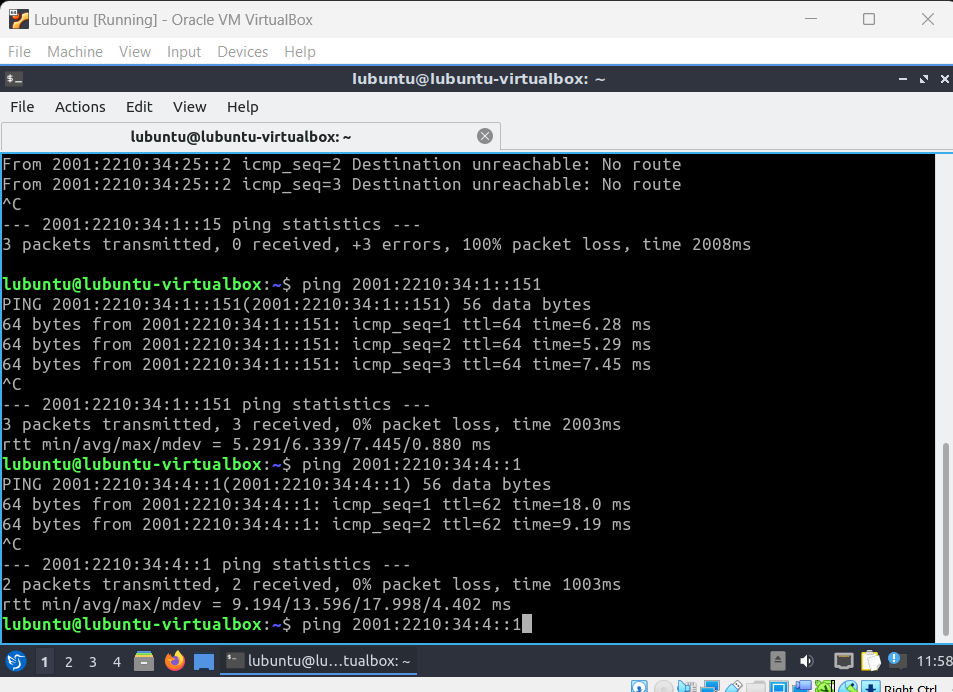 Lubuntu [Running] - Oracle VM VirtualBox
File Machine View Input Devices Help
$_ lubuntu@lubuntu-virtualbox: ~
File Actions Edit View Help
lubuntu@lubuntu-virtualbox: ~
From 2001:2210:34:25::2 icmp_seq=2 Destination unreachable: No route
From 2001:2210:34:25::2 icmp_seq=3 Destination unreachable: No route
^C
--- 2001:2210:34:1::15 ping statistics ---
3 packets transmitted, 0 received, +3 errors, 100% packet loss, time 2008ms
lubuntu@lubuntu-virtualbox:~$ ping 2001:2210:34:1::151
PING 2001:2210:34:1::151(2001:2210:34:1::151) 56 data bytes
64 bytes from 2001:2210:34:1::151: icmp_seq=1 ttl=64 time=6.28 ms
64 bytes from 2001:2210:34:1::151: icmp_seq=2 ttl=64 time=5.29 ms
64 bytes from 2001:2210:34:1::151: icmp_seq=3 ttl=64 time=7.45 ms
^C
--- 2001:2210:34:1::151 ping statistics ---
3 packets transmitted, 3 received, 0% packet loss, time 2003ms
rtt min/avg/max/mdev = 5.291/6.339/7.445/0.880 ms
lubuntu@lubuntu-virtualbox:~$ ping 2001:2210:34:4::1
PING 2001:2210:34:4::1(2001:2210:34:4::1) 56 data bytes
64 bytes from 2001:2210:34:4::1: icmp_seq=1 ttl=62 time=18.0 ms
64 bytes from 2001:2210:34:4::1: icmp_seq=2 ttl=62 time=9.19 ms
^C
--- 2001:2210:34:4::1 ping statistics ---
2 packets transmitted, 2 received, 0% packet loss, time 1003ms
rtt min/avg/max/mdev = 9.194/13.596/17.998/4.402 ms
lubuntu@lubuntu-virtualbox:~$ ping 2001:2210:34:4::1
1 2 3 4 lubuntu@lu...tualbox: ~ 11:58
Right Ctrl